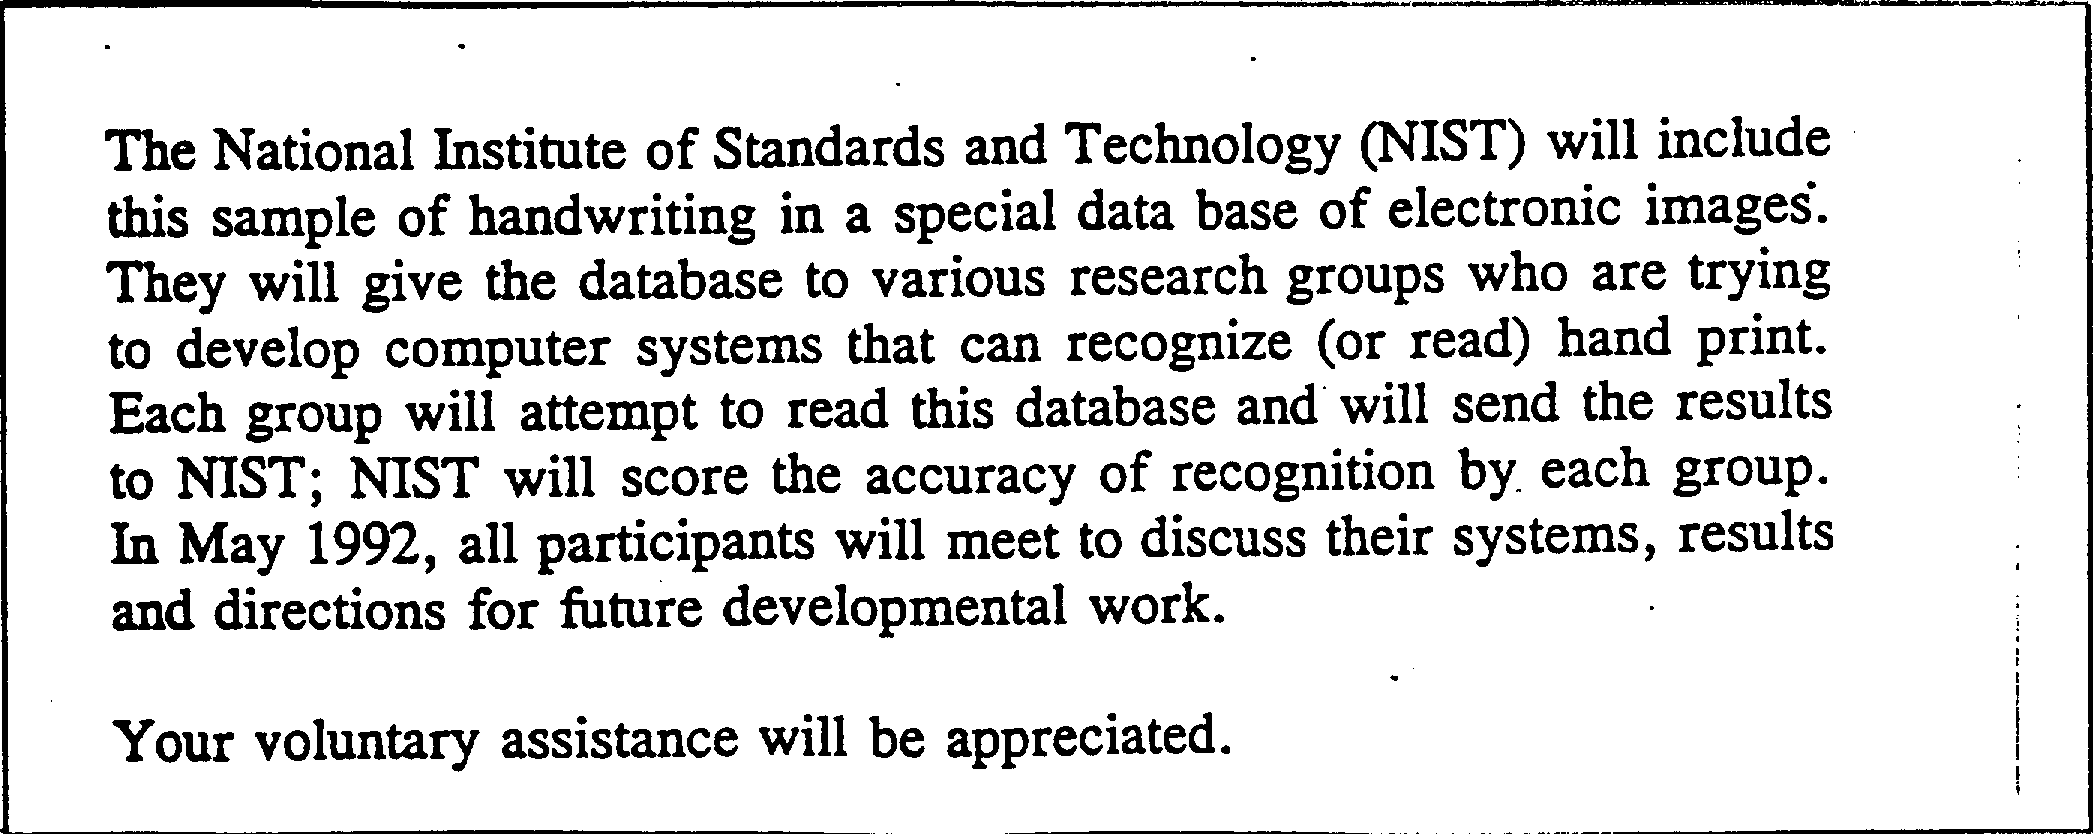 The National Institute of Standards and Technology (NIST) will include
this sample of handwriting in a special data base of electronic images.
They will give the database to various research groups who are trying
to develop computer systems that can recognize (or read) hand print.
Each group will attempt to read this database and will send the results
to NIST; NIST will score the accuracy of recognition by each group.
In May 1992, all participants will meet to discuss their systems, results
and directions for future developmental work.
Your voluntary assistance will be appreciated.